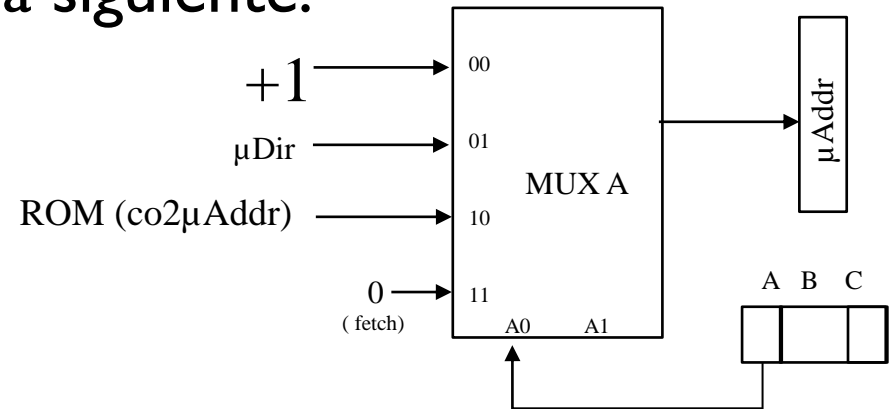 a siguiente:
+1
00
µDir
01
ROM (co2µAddr)
10
0
( fetch)
11
MUX A
A0 A1
µAddr
A B C